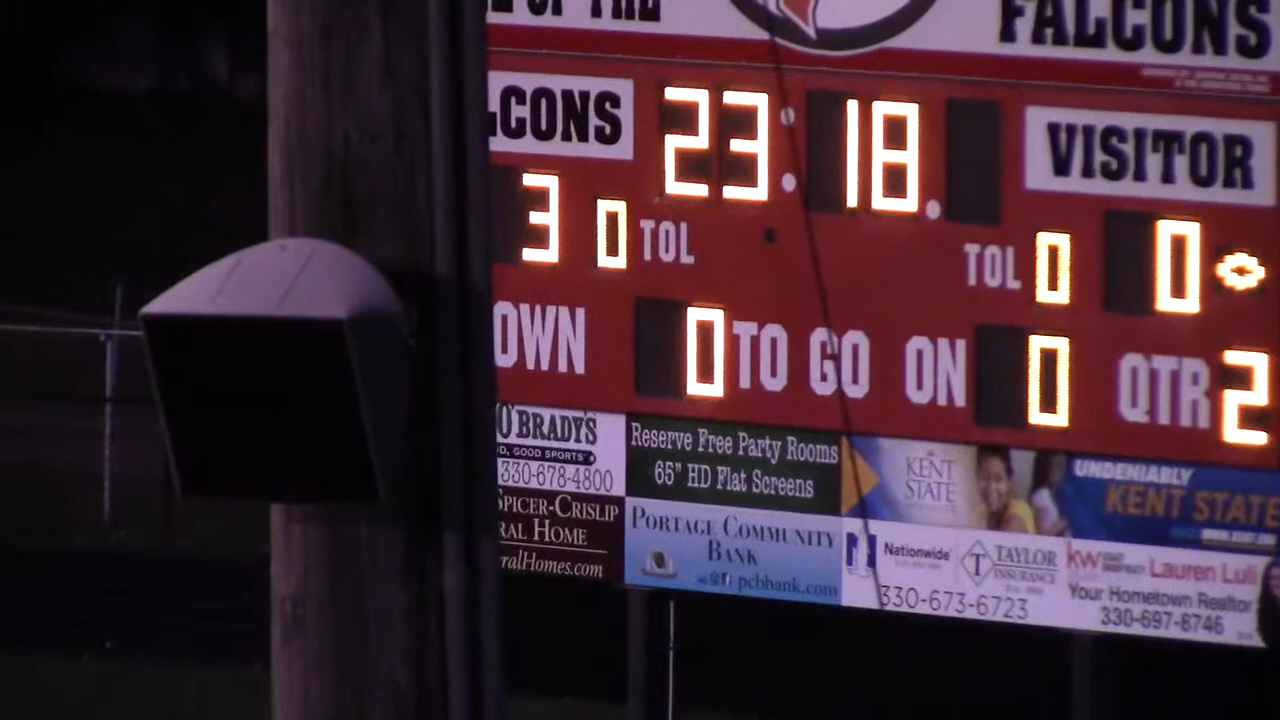 E OF THE
FALCONS
LCONS
23:18.
VISITOR
3 0 TOL
TOL 0 0
OWN 0 TO GO ON 0 QTR 2
O'BRADY'S
D, GOOD SPORTS
330-678-4800
SPICER-CRISLIP
RAL HOME
ralHomes.com
Reserve Free Party Rooms
65" HD Flat Screens
PORTAGE COMMUNITY
BANK
pcbbank.com
KENT
STATE
UNDENIABLY
KENT STATE
Nationwide
T TAYLOR
INSURANCE
330-673-6723
kw Lauren Luli
Your Hometown Realtor
330-697-8746